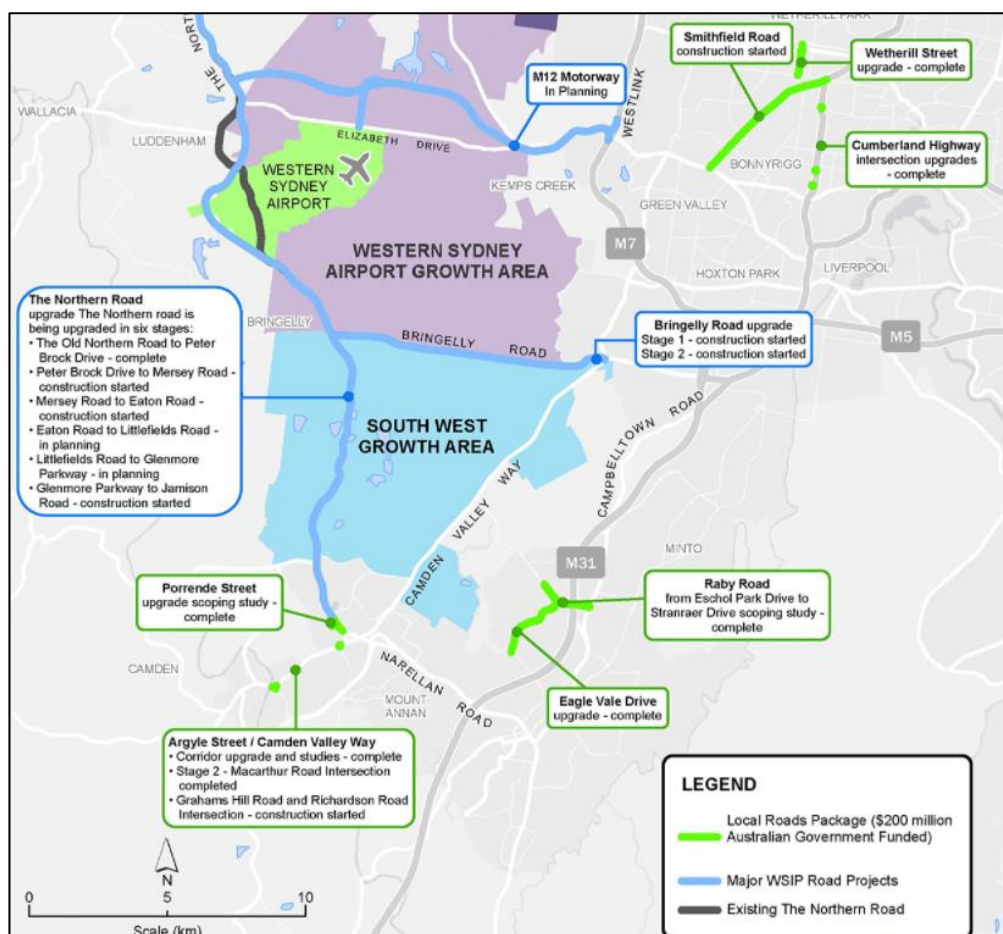 WETHERILL PARK
Smithfield Road
construction started
Wetherill Street
upgrade - complete
THE NORT
M12 Motorway
In Planning
WESTLINK
WALLACIA
LUDDENHAM
ELIZABETH DRIVE
BONNYRIGG
Cumberland Highway
intersection upgrades
- complete
WESTERN
SYDNEY
AIRPORT
KEMPS CREEK
GREEN VALLEY
WESTERN SYDNEY
AIRPORT GROWTH AREA
M7
HOXTON PARK
LIVERPOOL
The Northern Road
upgrade The Northern road is
being upgraded in six stages:
• The Old Northern Road to Peter
Brock Drive - complete
• Peter Brock Drive to Mersey Road -
construction started
• Mersey Road to Eaton Road -
construction started
• Eaton Road to Littlefields Road -
in planning
• Littlefields Road to Glenmore
Parkway - in planning
• Glenmore Parkway to Jamison
Road - construction started
BRINGELLY
BRINGELLY ROAD
Bringelly Road upgrade
Stage 1 - construction started
Stage 2 - construction started
M5
SOUTH WEST
GROWTH AREA
CAMDEN VALLEY WAY
CAMPBELLTOWN ROAD
M31
MINTO
Porrende Street
upgrade scoping study -
complete
Raby Road
from Eschol Park Drive to
Stranraer Drive scoping study -
complete
CAMDEN
NARELLAN ROAD
MOUNT
ANNAN
Eagle Vale Drive
upgrade - complete
Argyle Street / Camden Valley Way
• Corridor upgrade and studies - complete
• Stage 2 - Macarthur Road Intersection
completed
• Grahams Hill Road and Richardson Road
Intersection - construction started
LEGEND
Local Roads Package ($200 million
Australian Government Funded)
Major WSIP Road Projects
Existing The Northern Road
N
0 5 10
Scale (km)